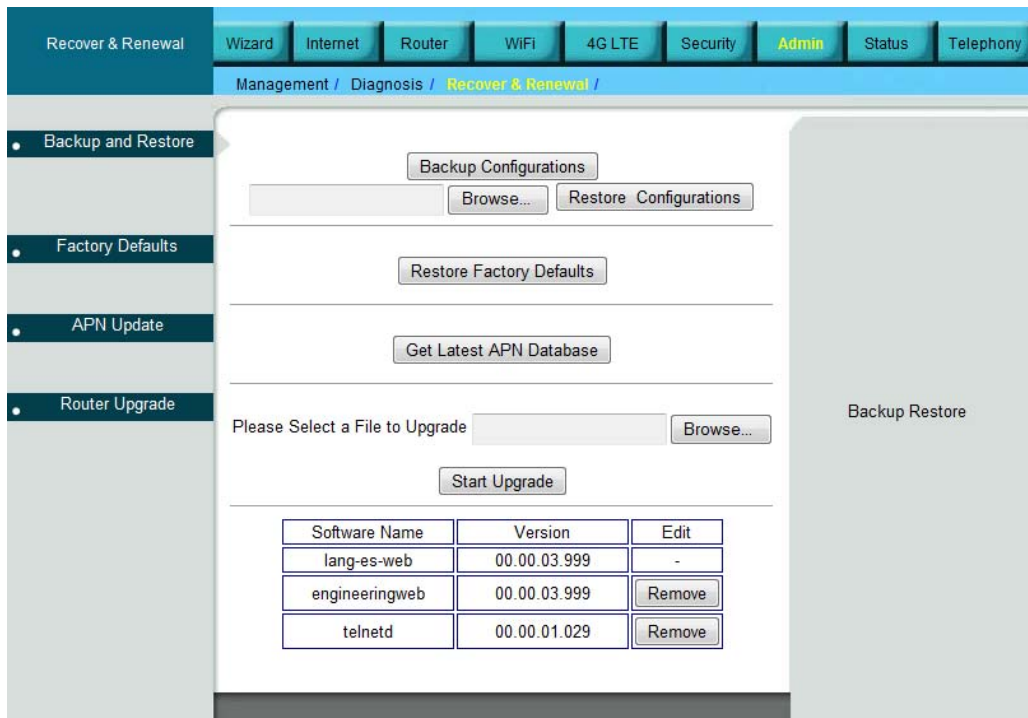 Recover & Renewal
Wizard Internet Router WiFi 4G LTE Security Admin Status Telephony
Management / Diagnosis / Recover & Renewal /
Backup and Restore
Backup Configurations
Browse... Restore Configurations
Factory Defaults
Restore Factory Defaults
APN Update
Get Latest APN Database
Router Upgrade
Please Select a File to Upgrade Browse...
Start Upgrade
Backup Restore
Software Name Version Edit
lang-es-web 00.00.03.999 -
engineeringweb 00.00.03.999 Remove
telnetd 00.00.01.029 Remove